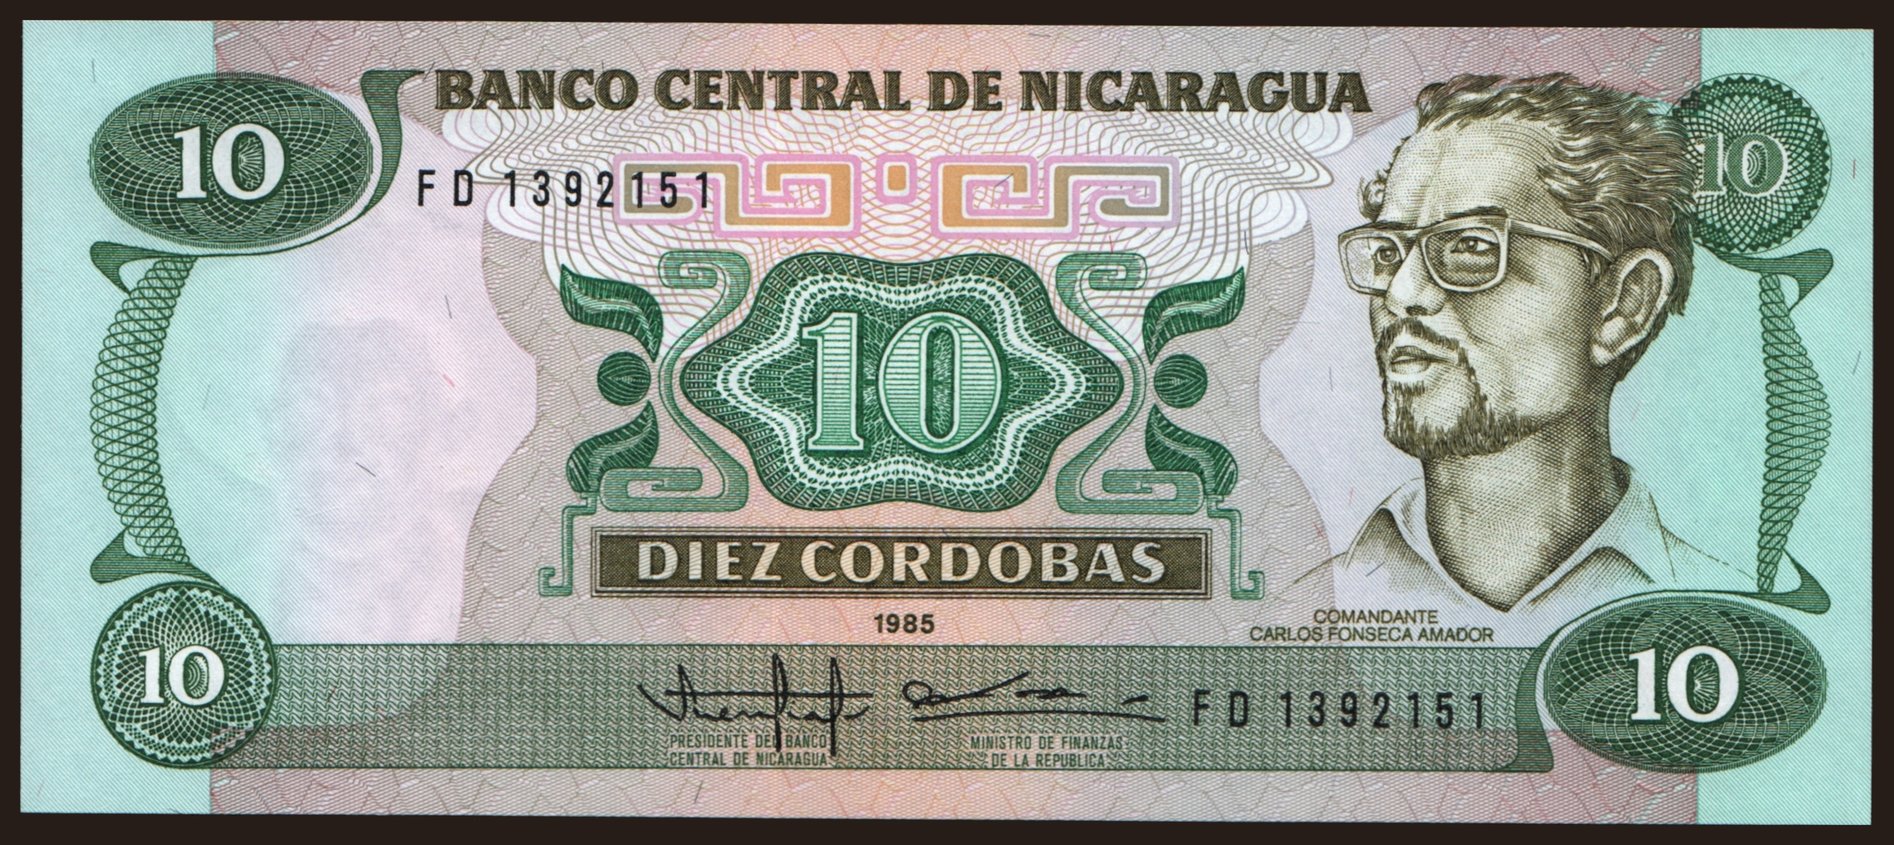 BANCO CENTRAL DE NICARAGUA
10
10
FD 1392151
10
DIEZ CORDOBAS
1985
COMANDANTE
CARLOS FONSECA AMADOR
10
10
FD 1392151
PRESIDENTE DEL BANCO
CENTRAL DE NICARAGUA
MINISTRO DE FINANZAS
DE LA REPUBLICA